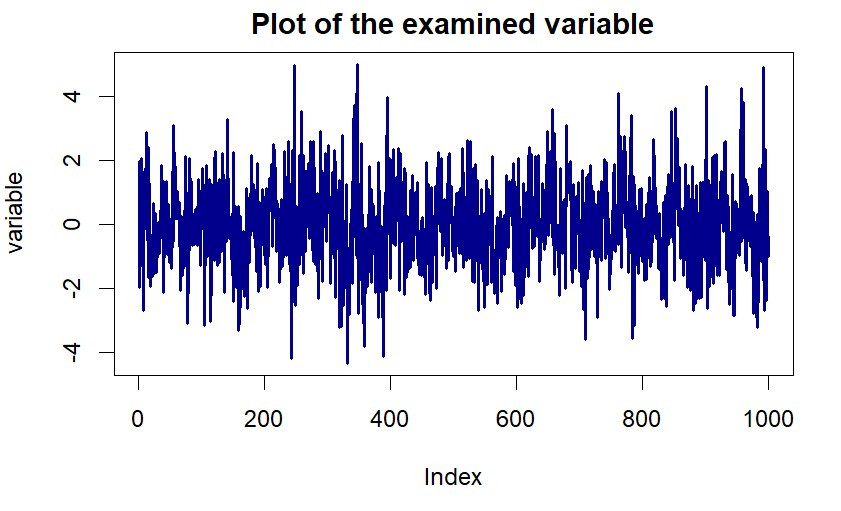 Plot of the examined variable
variable
4
2
0
-2
-4
0 200 400 600 800 1000
Index